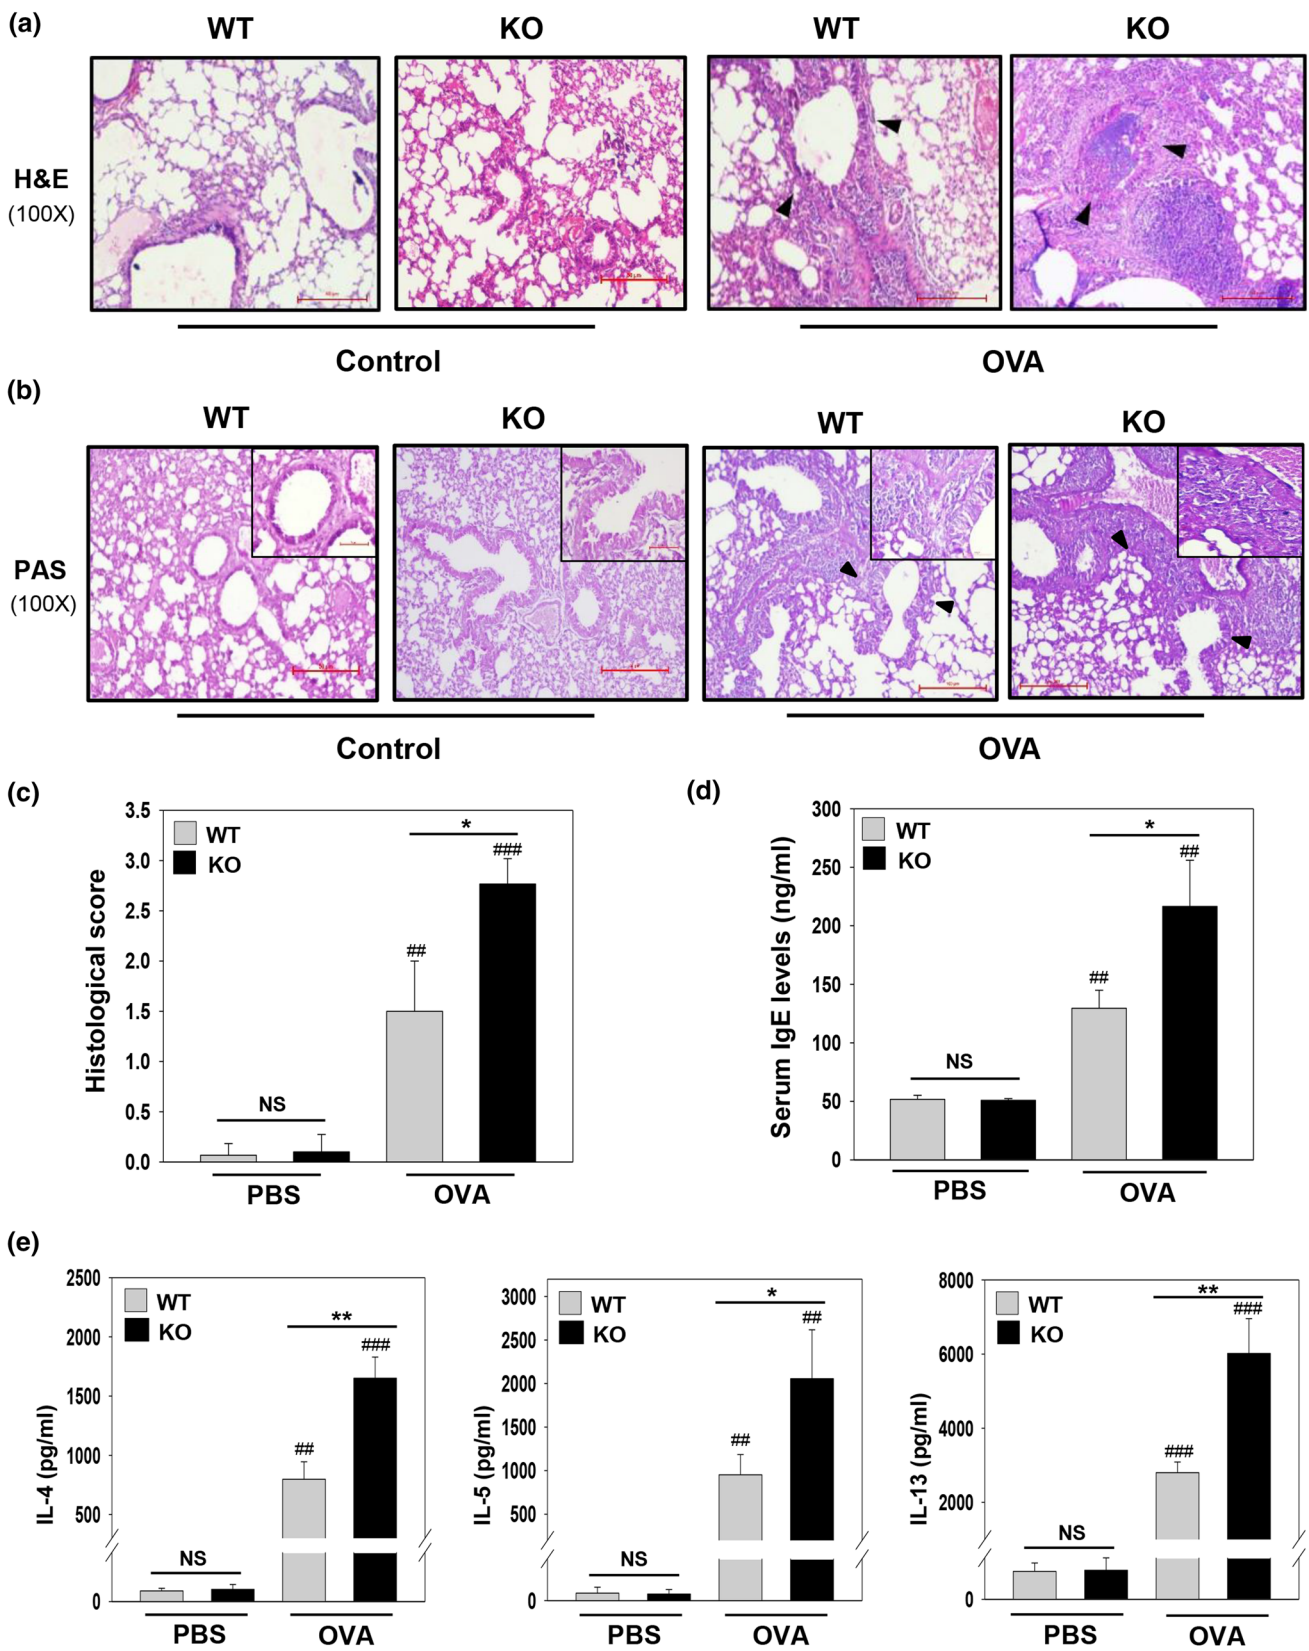 (a)
WT KO WT KO
H&E
(100X)
Control OVA
(b)
WT KO WT KO
PAS
(100X)
Control OVA
(c)
Histological score
3.5
3.0
2.5
2.0
1.5
1.0
0.5
0.0
WT
KO
NS
##
*
###
PBS OVA
(d)
Serum IgE levels (ng/ml)
300
250
200
150
100
50
0
WT
KO
NS
##
*
##
PBS OVA
(e)
IL-4 (pg/ml)
2500
2000
1500
1000
500
0
WT
KO
NS
##
**
###
PBS OVA
IL-5 (pg/ml)
3000
2500
2000
1500
1000
500
0
WT
KO
NS
##
*
##
PBS OVA
IL-13 (pg/ml)
8000
6000
4000
2000
0
WT
KO
NS
###
**
###
PBS OVA